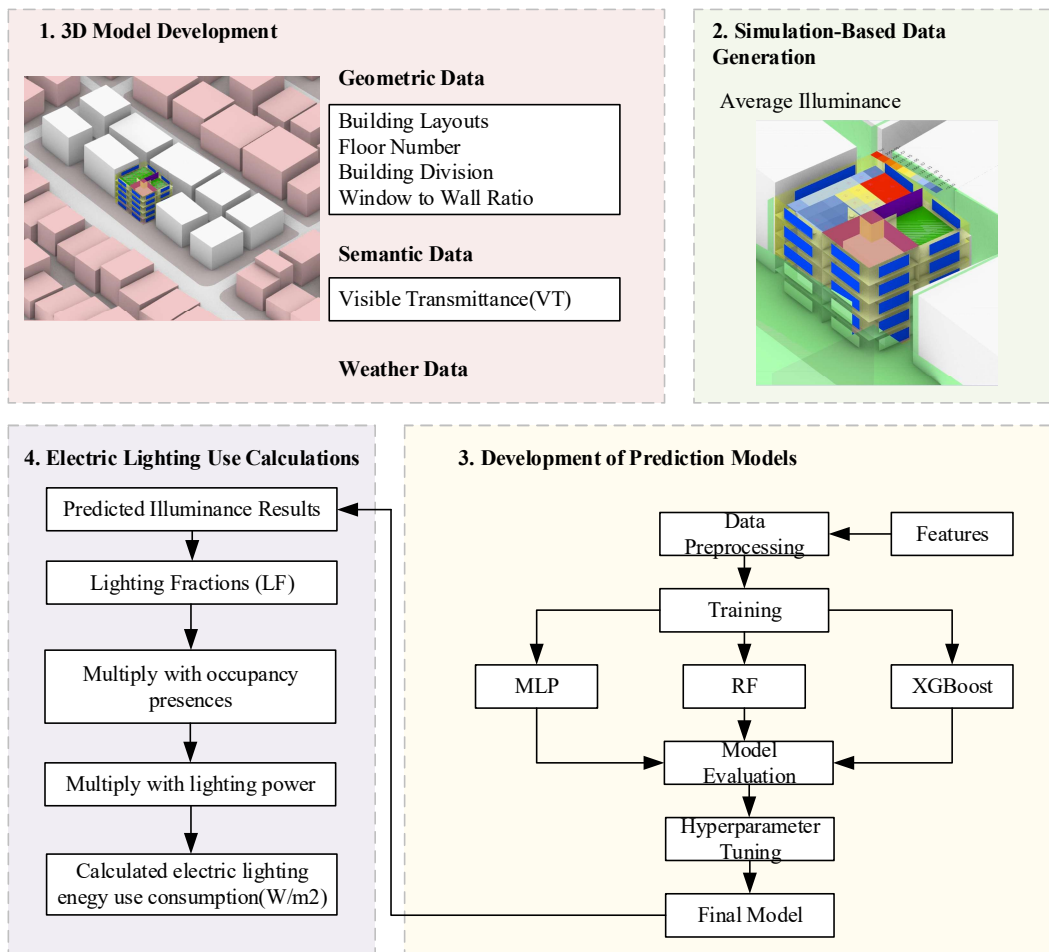 1. 3D Model Development
Geometric Data
Building Layouts
Floor Number
Building Division
Window to Wall Ratio
Semantic Data
Visible Transmittance(VT)
Weather Data
2. Simulation-Based Data
Generation
Average Illuminance
3. Development of Prediction Models
Data
Preprocessing
Features
Training
MLP
RF
XGBoost
Model
Evaluation
Hyperparameter
Tuning
Final Model
4. Electric Lighting Use Calculations
Predicted Illuminance Results
Lighting Fractions (LF)
Multiply with occupancy
presences
Multiply with lighting power
Calculated electric lighting
enegy use consumption(W/m2)